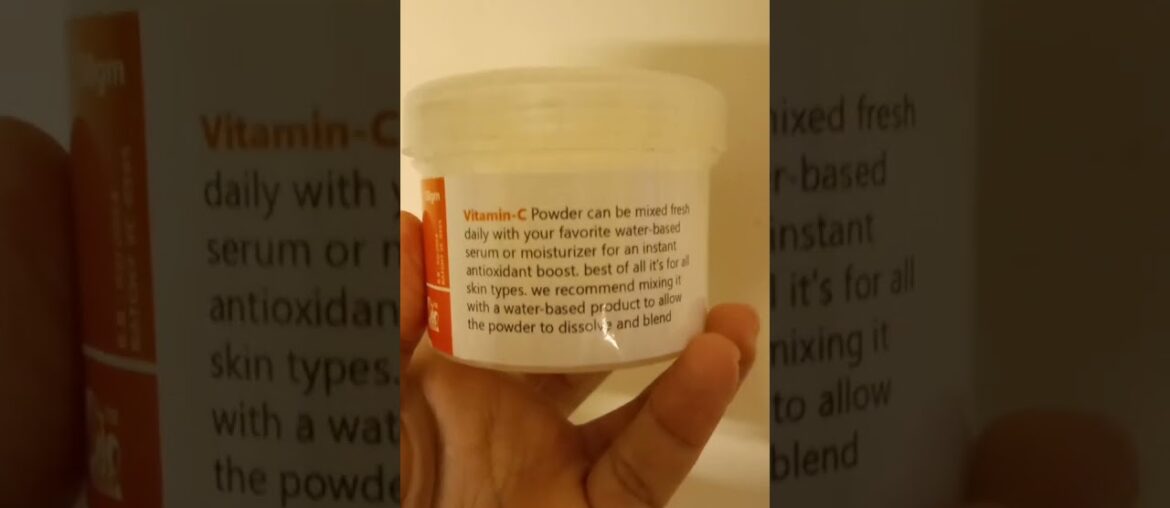 Vitamin-C Powder can be mixed fresh
daily with your favorite water-based
serum or moisturizer for an instant
antioxidant boost. best of all it's for all
skin types. we recommend mixing it
with a water-based product to allow
the powder to dissolve and blend